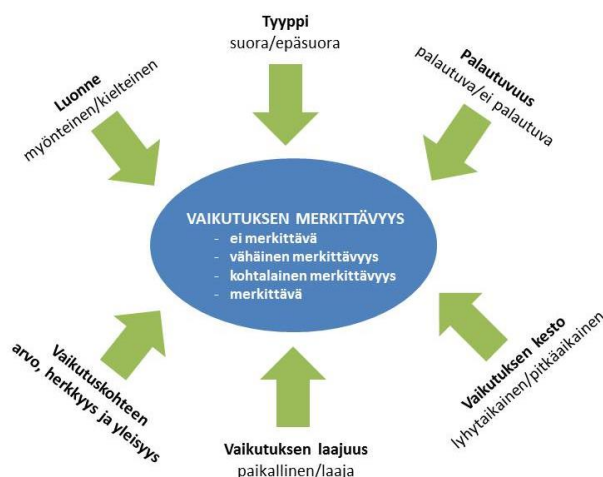 Tyyppi
suora/epäsuora
Luonne
myönteinen/kielteinen
Palautuvuus
palautuva/ei palautuva
VAIKUTUKSEN MERKITTÄVYYS
- ei merkittävä
- vähäinen merkittävyys
- kohtalainen merkittävyys
- merkittävä
Vaikutuskohteen
arvo, herkkyys ja yleisyys
Vaikutuksen laajuus
paikallinen/laaja
Vaikutuksen kesto
lyhytaikainen/pitkäaikainen